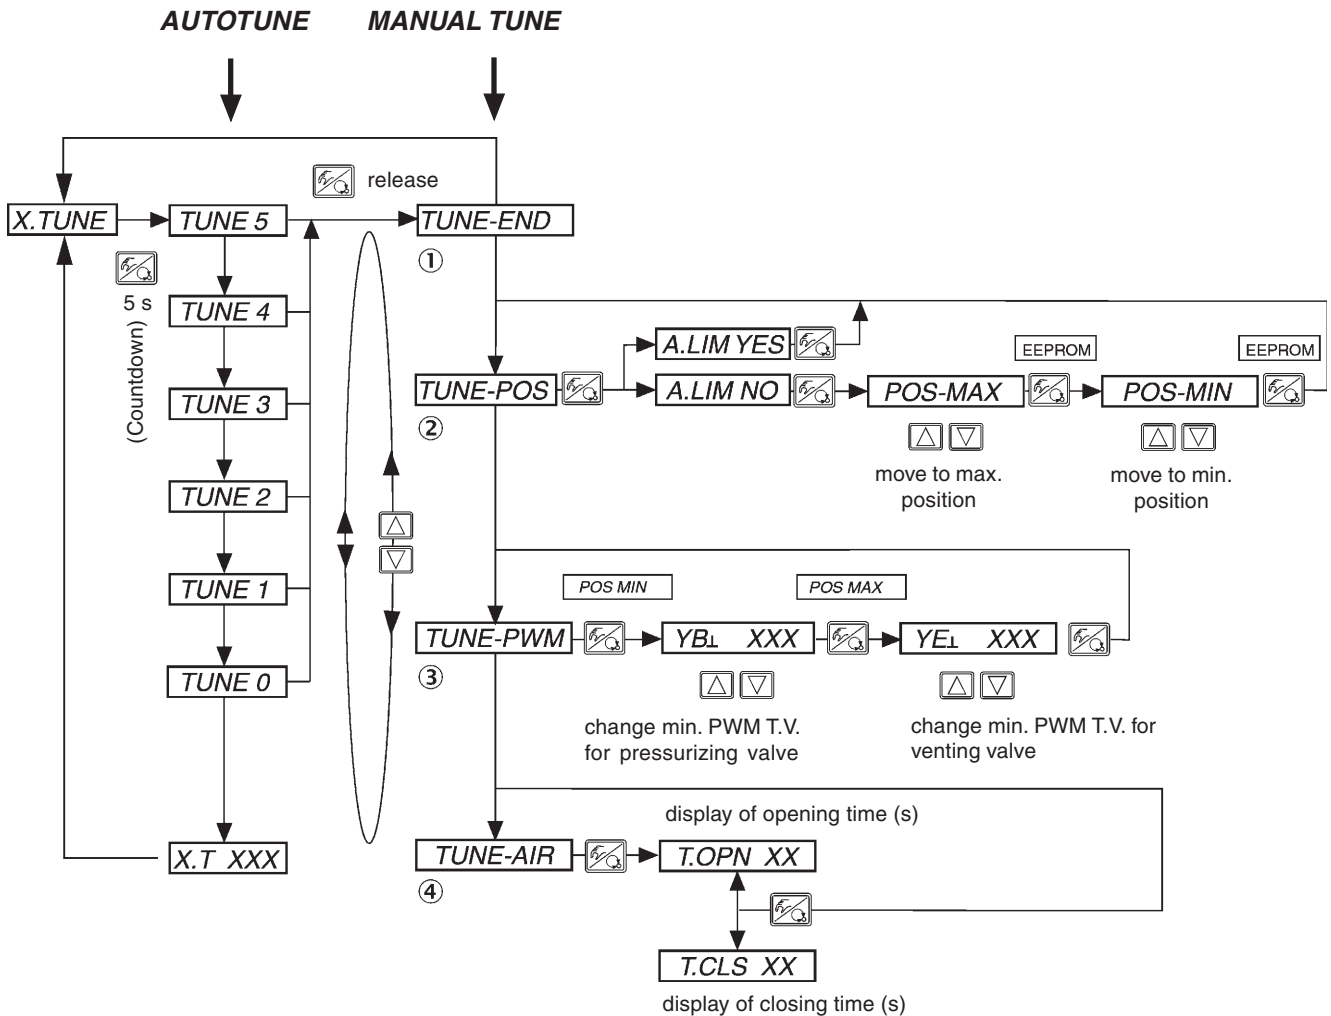 AUTOTUNE
MANUAL TUNE
release
X.TUNE
TUNE 5
TUNE-END
①
5 s
(Countdown)
TUNE 4
A.LIM YES
EEPROM
EEPROM
TUNE 3
TUNE-POS
A.LIM NO
POS-MAX
POS-MIN
②
move to max.
position
move to min.
position
TUNE 2
TUNE 1
POS MIN
POS MAX
TUNE-PWM
YB⊥ XXX
YE⊥ XXX
③
TUNE 0
change min. PWM T.V.
for pressurizing valve
change min. PWM T.V. for
venting valve
display of opening time (s)
X.T XXX
TUNE-AIR
T.OPN XX
④
T.CLS XX
display of closing time (s)